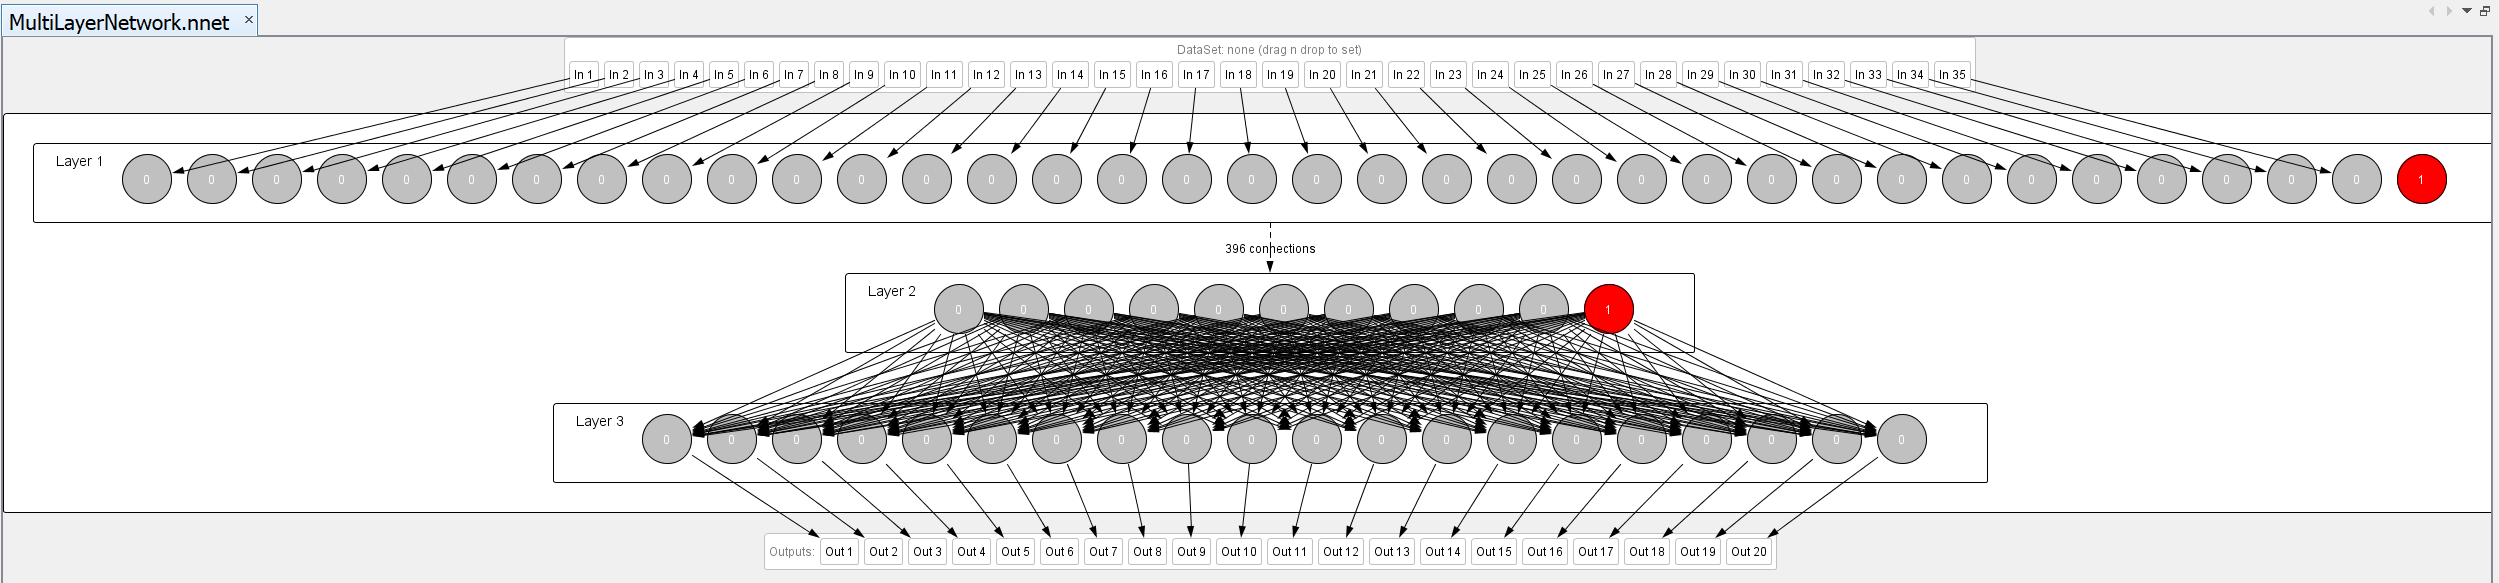 MultiLayerNetwork.nnet ×
DataSet: none (drag n drop to set)
In 1 In 2 In 3 In 4 In 5 In 6 In 7 In 8 In 9 In 10 In 11 In 12 In 13 In 14 In 15 In 16 In 17 In 18 In 19 In 20 In 21 In 22 In 23 In 24 In 25 In 26 In 27 In 28 In 29 In 30 In 31 In 32 In 33 In 34 In 35
Layer 1 0 0 0 0 0 0 0 0 0 0 0 0 0 0 0 0 0 0 0 0 0 0 0 0 0 0 0 0 0 0 0 0 0 0 0 1
396 connections
Layer 2 0 0 0 0 0 0 0 0 0 0 1
Layer 3 0 0 0 0 0 0 0 0 0 0 0 0 0 0 0 0 0 0 0 0
Outputs: Out 1 Out 2 Out 3 Out 4 Out 5 Out 6 Out 7 Out 8 Out 9 Out 10 Out 11 Out 12 Out 13 Out 14 Out 15 Out 16 Out 17 Out 18 Out 19 Out 20